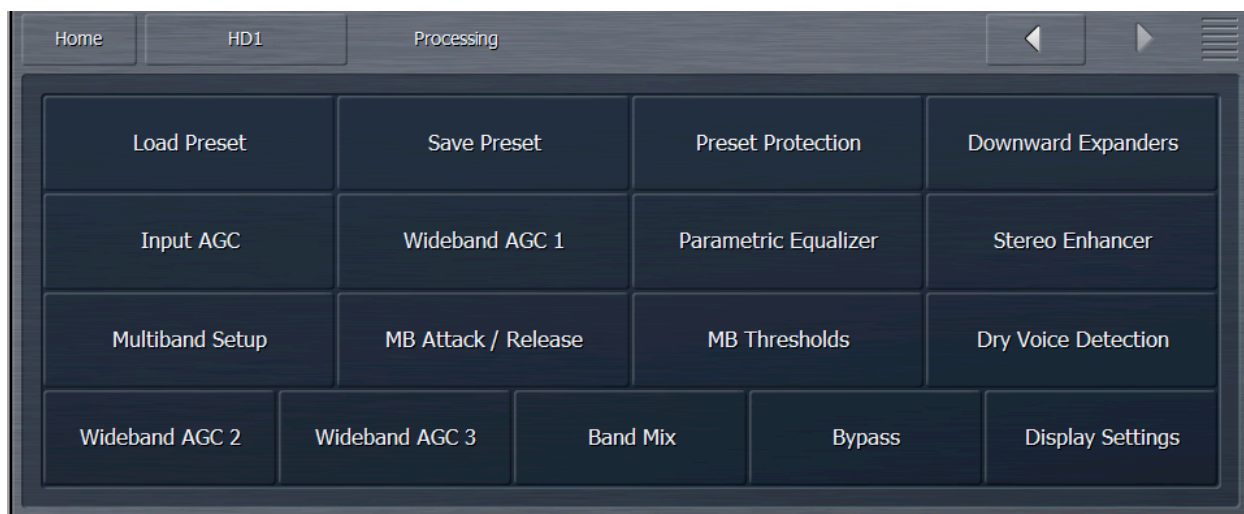 Home HD1 Processing
Load Preset Save Preset Preset Protection Downward Expanders
Input AGC Wideband AGC 1 Parametric Equalizer Stereo Enhancer
Multiband Setup MB Attack / Release MB Thresholds Dry Voice Detection
Wideband AGC 2 Wideband AGC 3 Band Mix Bypass Display Settings